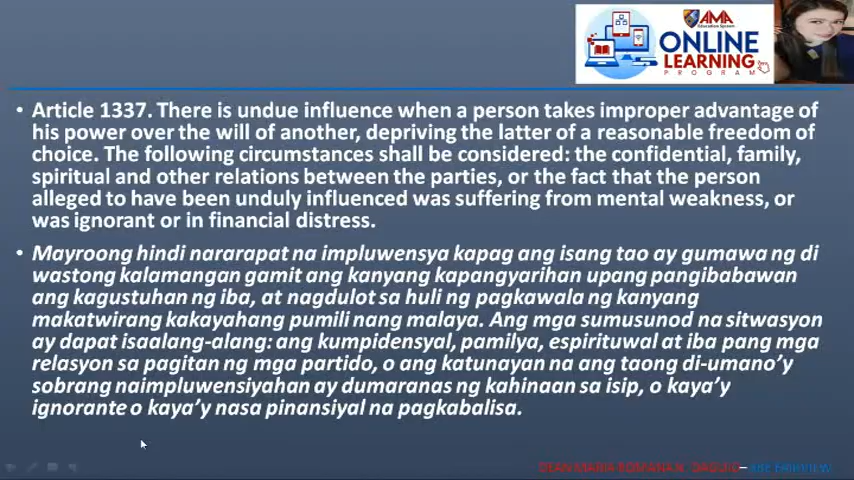 AMA
Education System
ONLINE
LEARNING
PROGRAM
• Article 1337. There is undue influence when a person takes improper advantage of
his power over the will of another, depriving the latter of a reasonable freedom of
choice. The following circumstances shall be considered: the confidential, family,
spiritual and other relations between the parties, or the fact that the person
alleged to have been unduly influenced was suffering from mental weakness, or
was ignorant or in financial distress.
• Mayroong hindi nararapat na impluwensya kapag ang isang tao ay gumawa ng di
wastong kalamangan gamit ang kanyang kapangyarihan upang pangibabawan
ang kagustuhan ng iba, at nagdulot sa huli ng pagkawala ng kanyang
makatwirang kakayahang pumili nang malaya. Ang mga sumusunod na sitwasyon
ay dapat isaalang-alang: ang kumpidensyal, pamilya, espirituwal at iba pang mga
relasyon sa pagitan ng mga partido, o ang katunayan na ang taong di-umano'y
sobrang naimpluwensiyahan ay dumaranas ng kahinaan sa isip, o kaya'y
ignorante o kaya'y nasa pinansiyal na pagkabalisa.
DEAN MARIA ROMANA